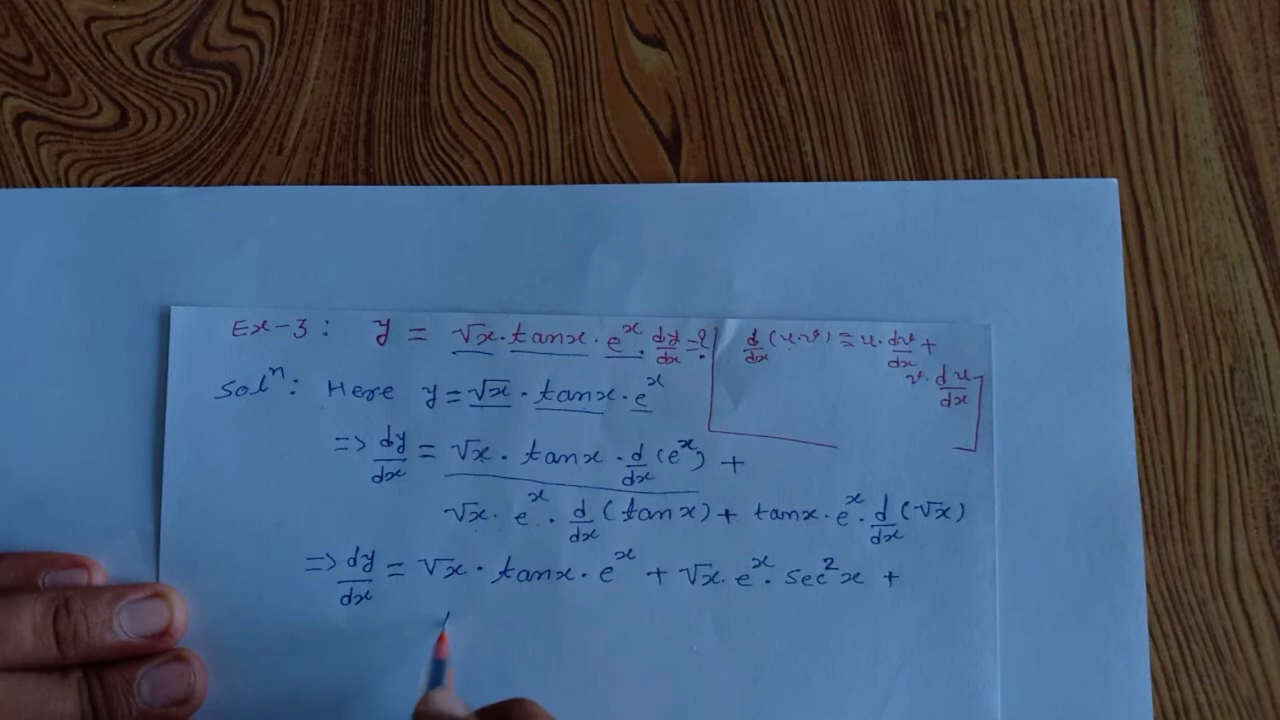 Ex-3: y = √x · tanx · e^x · dy/dx = ?
d/dx (u·v) = u· dv/dx +
v· du/dx
Solⁿ: Here y = √x · tanx · e^x
=> dy/dx = √x · tanx · d/dx (e^x) +
√x · e^x · d/dx (tanx) + tanx · e^x · d/dx (√x)
=> dy/dx = √x · tanx · e^x + √x · e^x · sec²x +